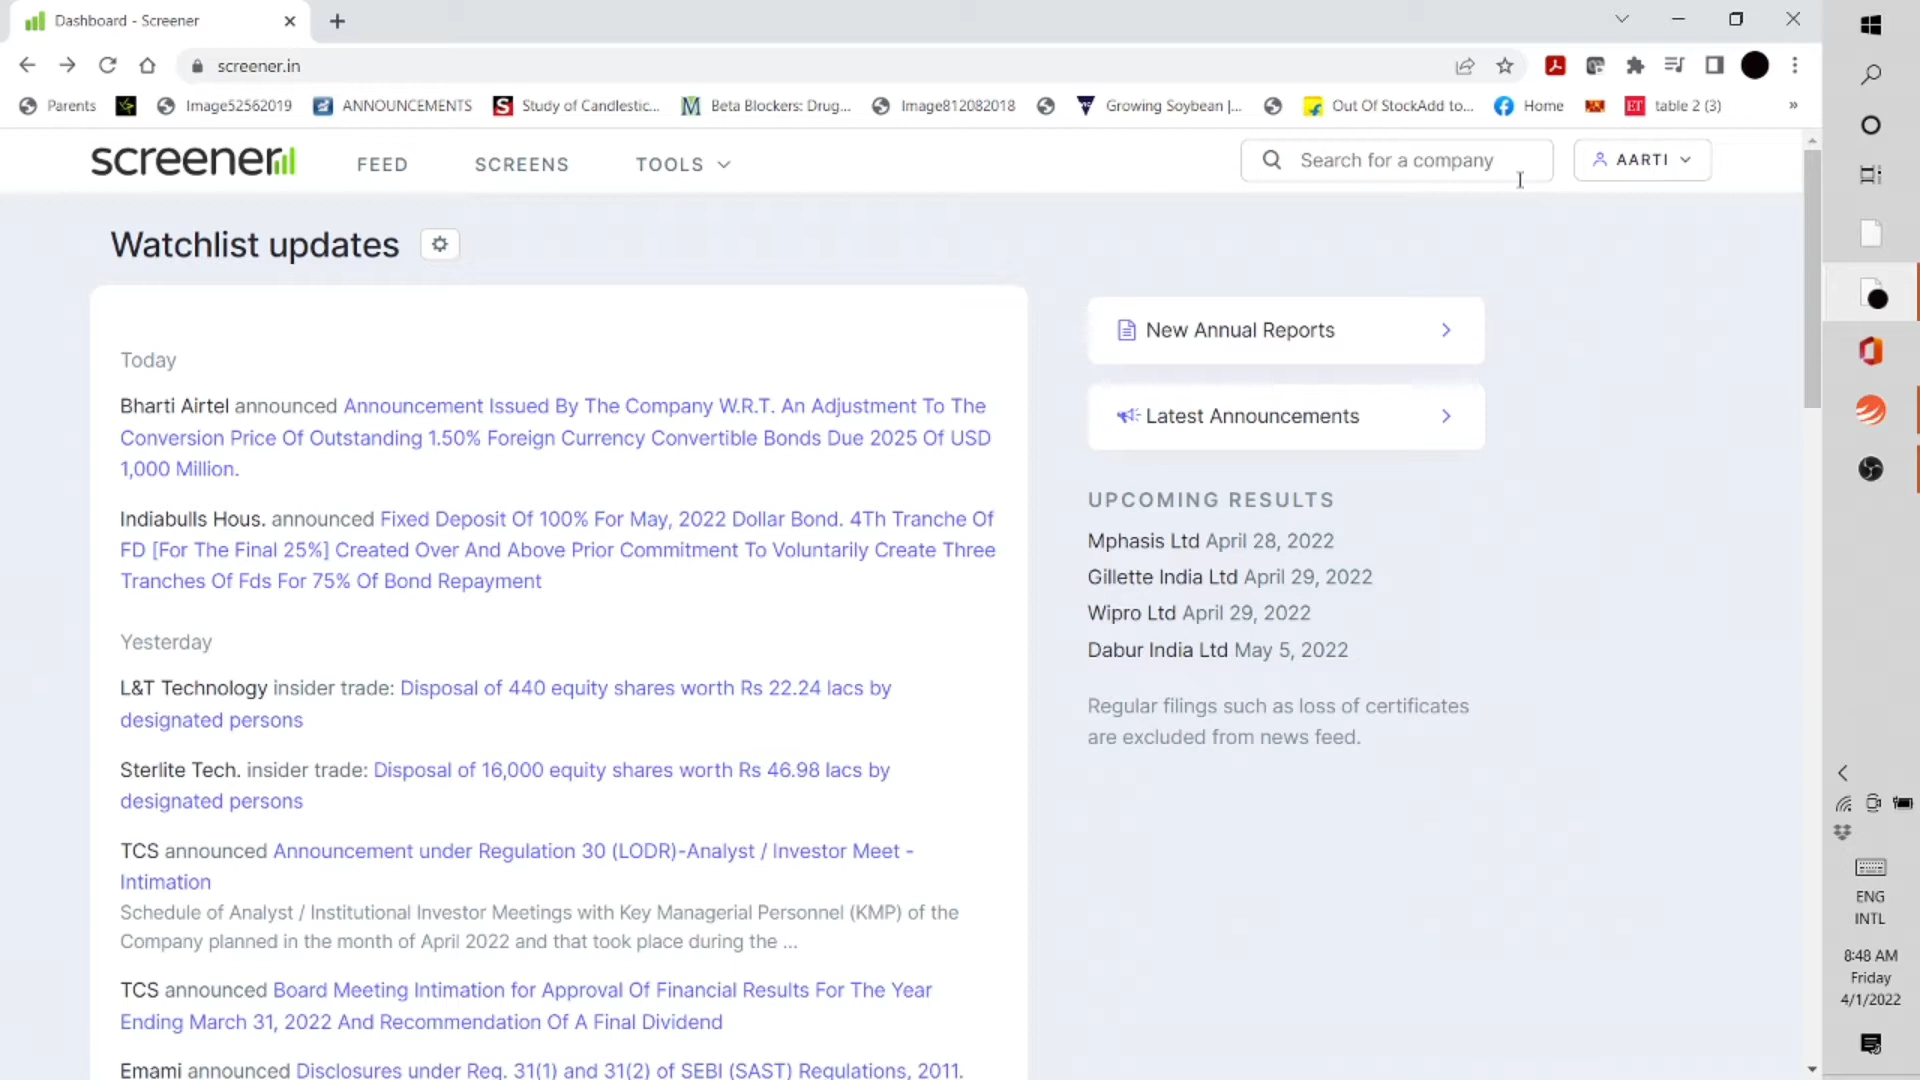 Dashboard - Screener
screener.in
Parents
Image52562019
ANNOUNCEMENTS
Study of Candlestic...
Beta Blockers: Drug...
Image812082018
Growing Soybean |...
Out Of StockAdd to...
Home
ET
table 2 (3)
»
screener
FEED
SCREENS
TOOLS
Search for a company
AARTI
Watchlist updates
Today
Bharti Airtel announced Announcement Issued By The Company W.R.T. An Adjustment To The
Conversion Price Of Outstanding 1.50% Foreign Currency Convertible Bonds Due 2025 Of USD
1,000 Million.
Indiabulls Hous. announced Fixed Deposit Of 100% For May, 2022 Dollar Bond. 4Th Tranche Of
FD [For The Final 25%] Created Over And Above Prior Commitment To Voluntarily Create Three
Tranches Of Fds For 75% Of Bond Repayment
Yesterday
L&T Technology insider trade: Disposal of 440 equity shares worth Rs 22.24 lacs by
designated persons
Sterlite Tech. insider trade: Disposal of 16,000 equity shares worth Rs 46.98 lacs by
designated persons
TCS announced Announcement under Regulation 30 (LODR)-Analyst / Investor Meet -
Intimation
Schedule of Analyst / Institutional Investor Meetings with Key Managerial Personnel (KMP) of the
Company planned in the month of April 2022 and that took place during the ...
TCS announced Board Meeting Intimation for Approval Of Financial Results For The Year
Ending March 31, 2022 And Recommendation Of A Final Dividend
Emami announced Disclosures under Reg. 31(1) and 31(2) of SEBI (SAST) Regulations, 2011.
New Annual Reports
Latest Announcements
UPCOMING RESULTS
Mphasis Ltd April 28, 2022
Gillette India Ltd April 29, 2022
Wipro Ltd April 29, 2022
Dabur India Ltd May 5, 2022
Regular filings such as loss of certificates
are excluded from news feed.
ENG
INTL
8:48 AM
Friday
4/1/2022